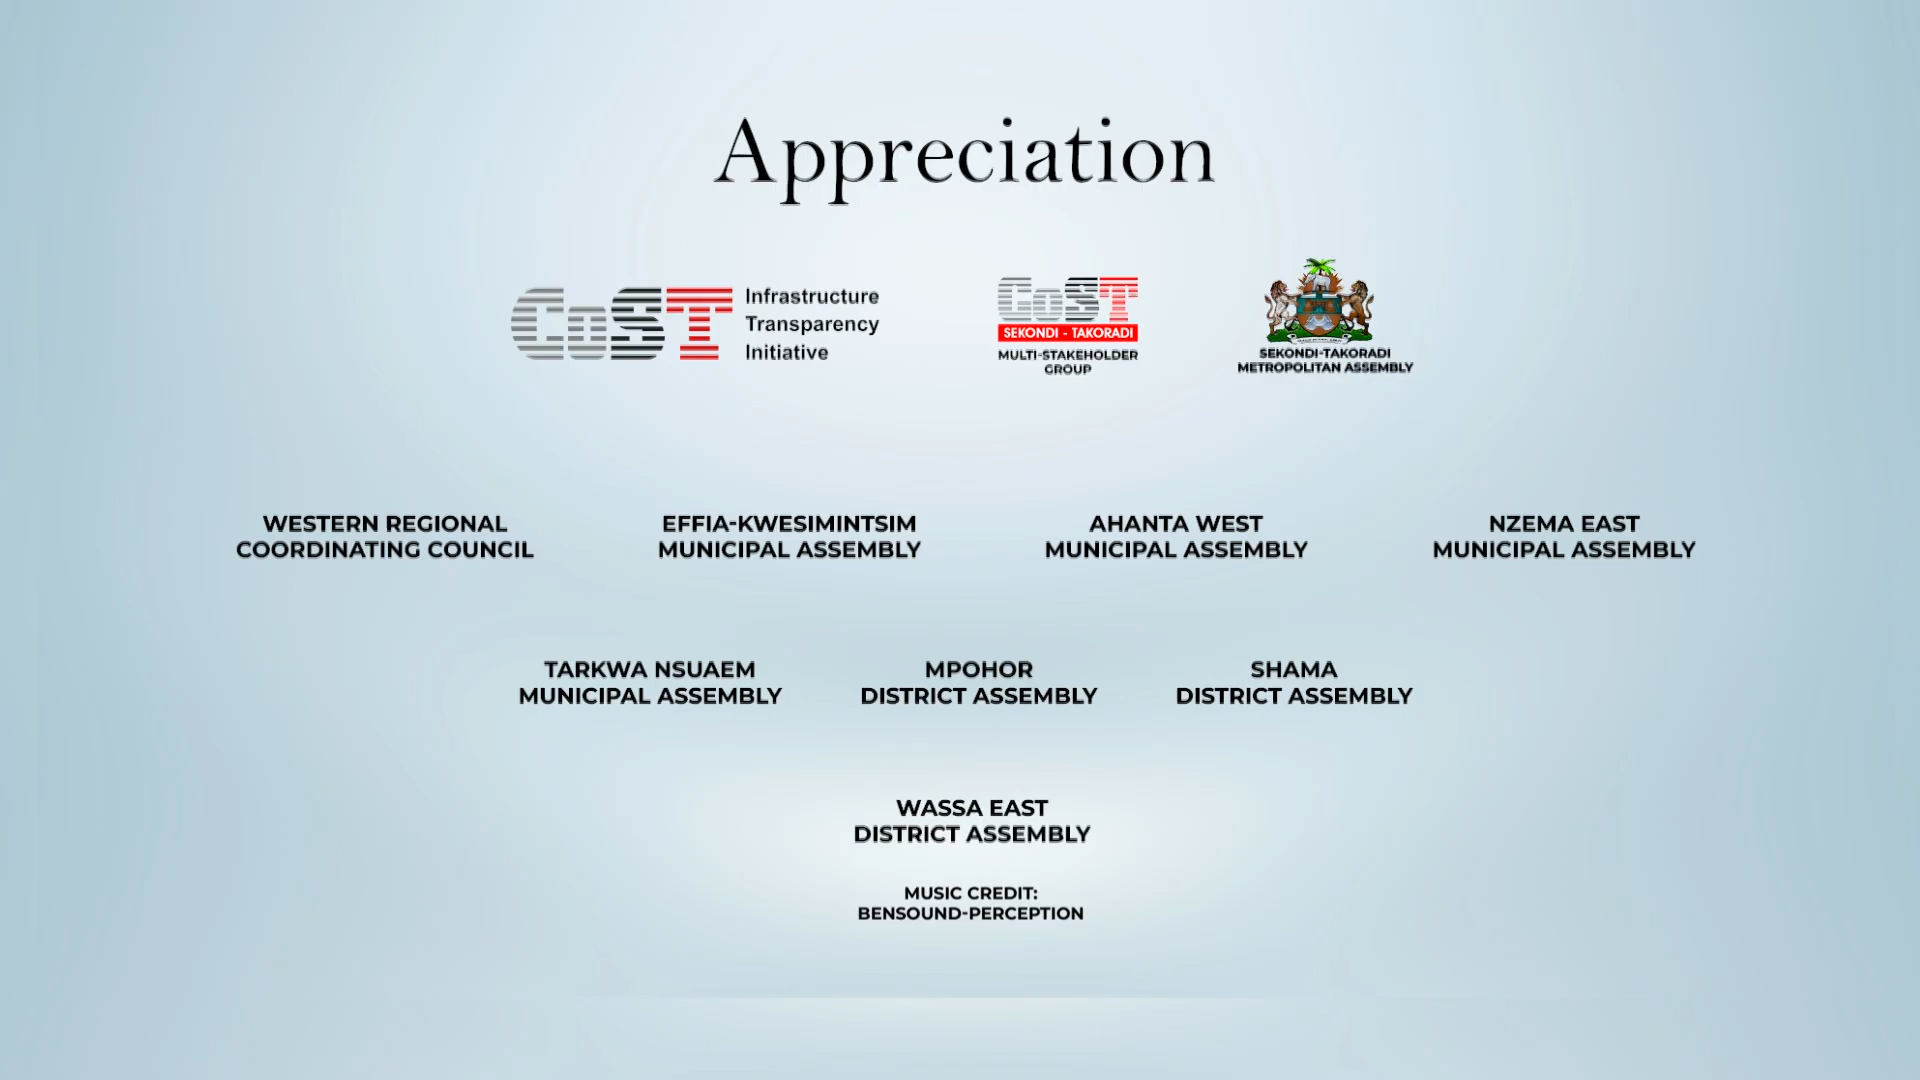 Appreciation
CoST Infrastructure
Transparency
Initiative
CoST
SEKONDI - TAKORADI
MULTI-STAKEHOLDER
GROUP
SEKONDI-TAKORADI
METROPOLITAN ASSEMBLY
WESTERN REGIONAL
COORDINATING COUNCIL
EFFIA-KWESIMINTSIM
MUNICIPAL ASSEMBLY
AHANTA WEST
MUNICIPAL ASSEMBLY
NZEMA EAST
MUNICIPAL ASSEMBLY
TARKWA NSUAEM
MUNICIPAL ASSEMBLY
MPOHOR
DISTRICT ASSEMBLY
SHAMA
DISTRICT ASSEMBLY
WASSA EAST
DISTRICT ASSEMBLY
MUSIC CREDIT:
BENSOUND-PERCEPTION